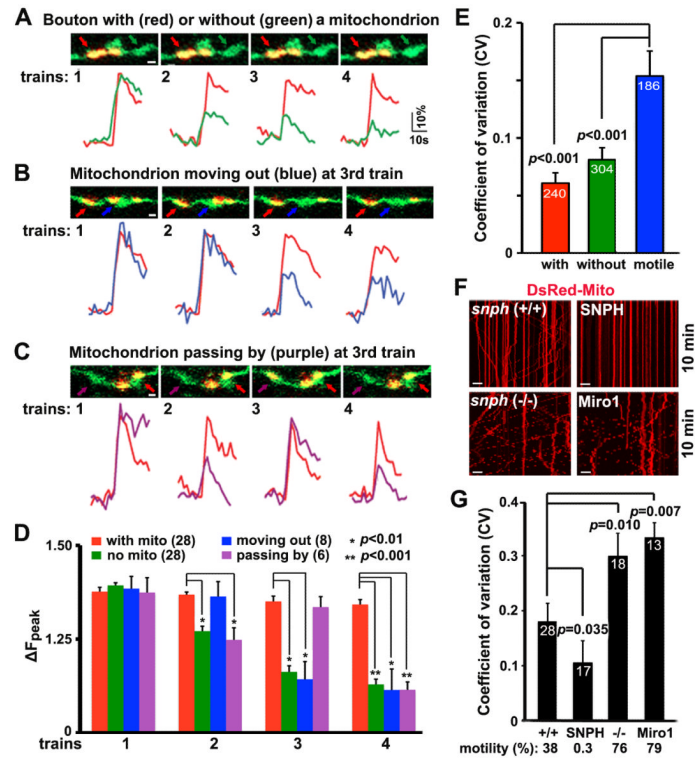 A Bouton with (red) or without (green) a mitochondrion
trains: 1 2 3 4
10%
10s
B Mitochondrion moving out (blue) at 3rd train
1 2 3 4
C Mitochondrion passing by (purple) at 3rd train
trains: 1 2 3 4
D
with mito (28) moving out (8) * p<0.01
no mito (28) passing by (6) ** p<0.001
1.50
1.25
0
ΔFpeak
* * * * ** * **
trains 1 2 3 4
E
Coefficient of variation (CV)
0.2
0.1
0
p<0.001 p<0.001
240 304 186
with without motile
F DsRed-Mito
snph (+/+) SNPH 10 min
snph (-/-) Miro1 10 min
G
Coefficient of variation (CV)
0.4
0.3
0.2
0.1
0
p=0.035 p=0.010 p=0.007
28 17 18 13
+/+ SNPH -/- Miro1
motility (%): 38 0.3 76 79